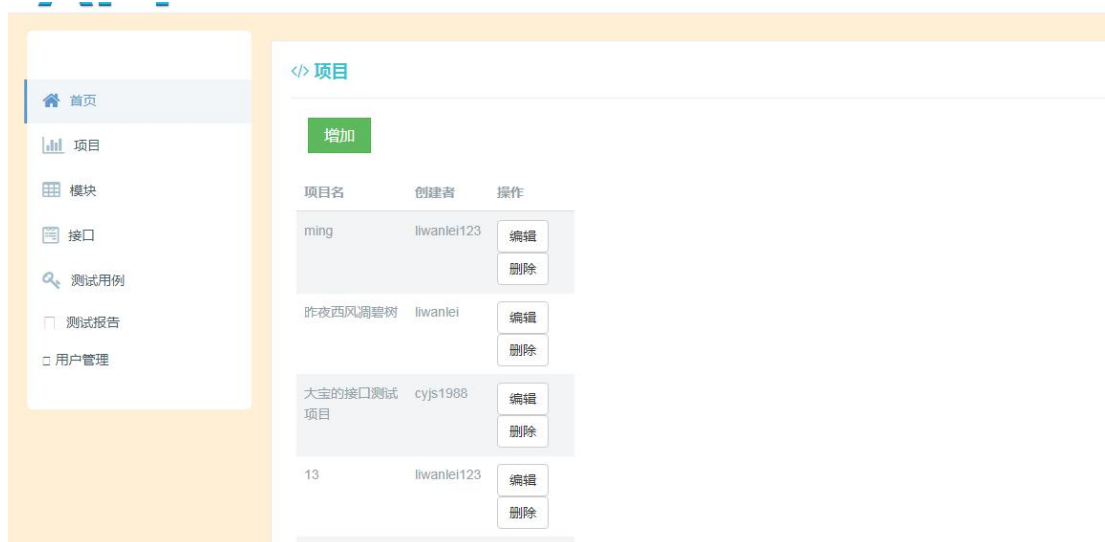 首页
项目
模块
接口
测试用例
测试报告
用户管理
</> 项目
增加
项目名 创建者 操作
ming liwanlei123 编辑
删除
昨夜西风凋碧树 liwanlei 编辑
删除
大宝的接口测试 cyjs1988 编辑
项目
删除
13 liwanlei123 编辑
删除